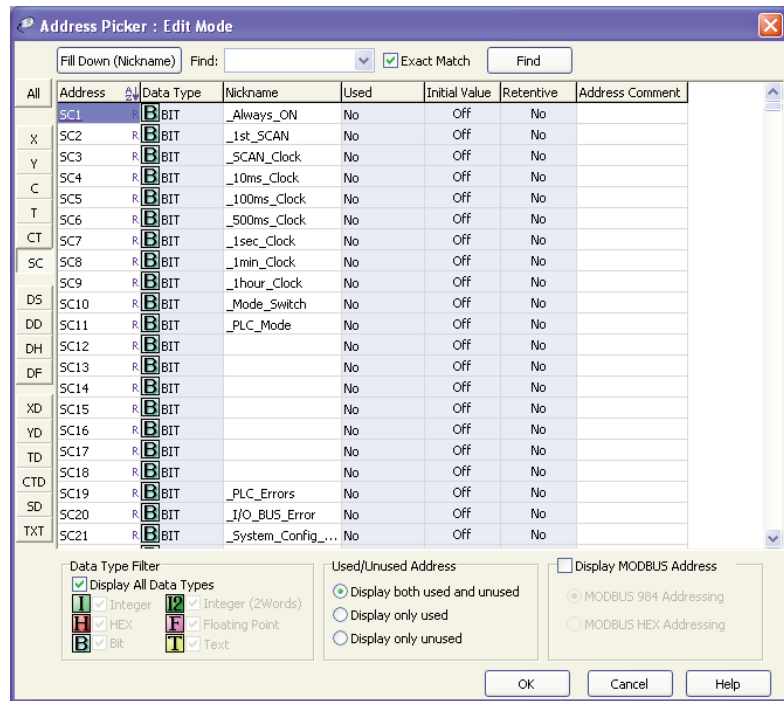 Address Picker : Edit Mode
Fill Down (Nickname) Find: Exact Match Find
All Address Data Type Nickname Used Initial Value Retentive Address Comment
SC1 R B BIT _Always_ON No Off No
X SC2 R B BIT _1st_SCAN No Off No
Y SC3 R B BIT _SCAN_Clock No Off No
C SC4 R B BIT _10ms_Clock No Off No
SC5 R B BIT _100ms_Clock No Off No
T SC6 R B BIT _500ms_Clock No Off No
CT SC7 R B BIT _1sec_Clock No Off No
SC SC8 R B BIT _1min_Clock No Off No
SC9 R B BIT _1hour_Clock No Off No
DS SC10 R B BIT _Mode_Switch No Off No
DD SC11 R B BIT _PLC_Mode No Off No
DH SC12 R B BIT No Off No
DF SC13 R B BIT No Off No
SC14 R B BIT No Off No
XD SC15 R B BIT No Off No
YD SC16 R B BIT No Off No
TD SC17 R B BIT No Off No
CTD SC18 R B BIT No Off No
SC19 R B BIT _PLC_Errors No Off No
SD SC20 R B BIT _I/O_BUS_Error No Off No
TXT SC21 R B BIT _System_Config_... No Off No
Data Type Filter Used/Unused Address Display MODBUS Address
Display All Data Types Display both used and unused
I Integer I2 Integer (2Words) MODBUS 984 Addressing
H HEX F Floating Point Display only used MODBUS HEX Addressing
B Bit T Text Display only unused
OK Cancel Help